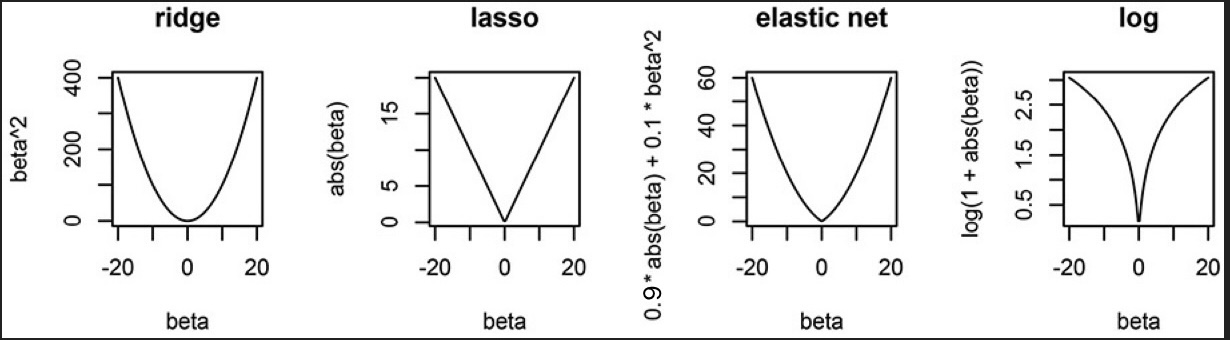 ridge
beta^2
0 200 400
-20 0 20
beta
lasso
abs(beta)
0 5 15
-20 0 20
beta
elastic net
0.9* abs(beta) + 0.1 * beta^2
0 20 40 60
-20 0 20
beta
log
log(1 + abs(beta))
0.5 1.5 2.5
-20 0 20
beta